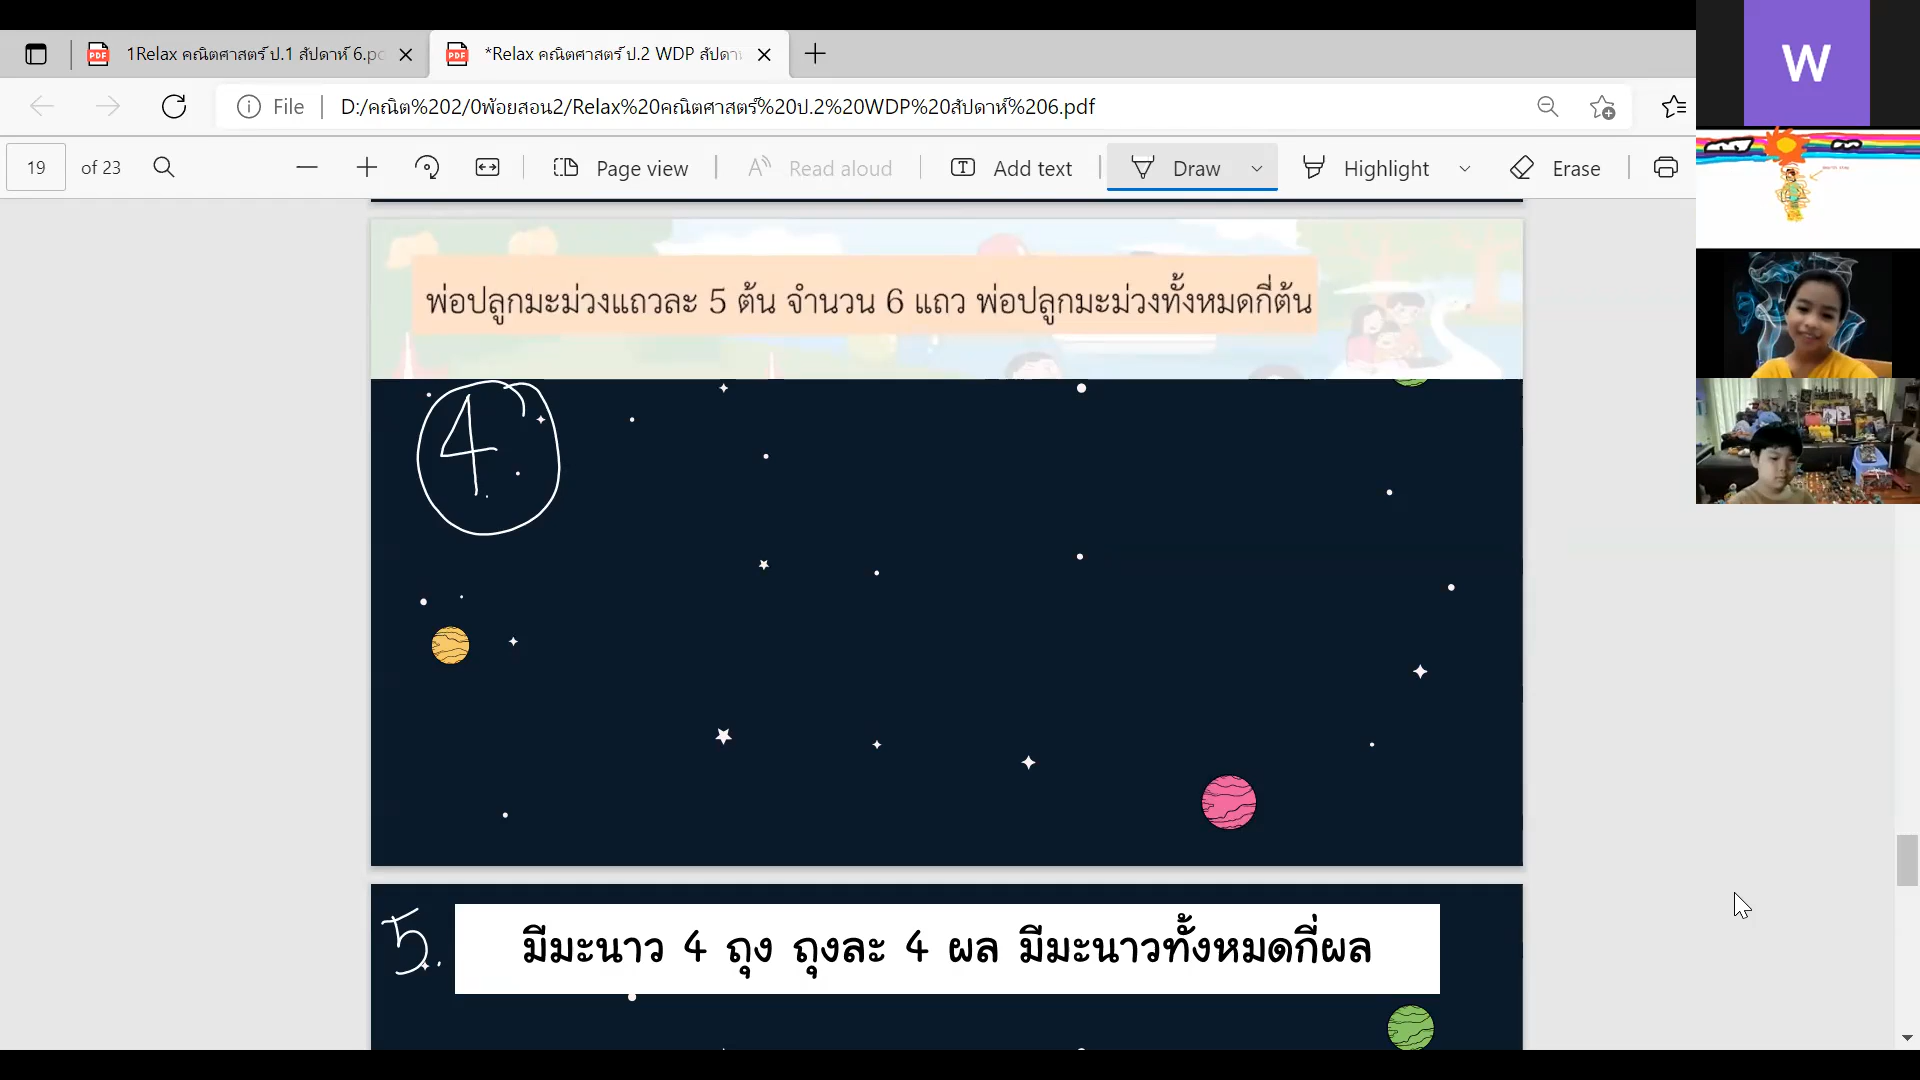 1Relax คณิตศาสตร์ ป.1 สัปดาห์ 6.pd
*Relax คณิตศาสตร์ ป.2 WDP สัปดาห
File
D:/คณิต%202/0พ้อยสอน2/Relax%20คณิตศาสตร์%20ป.2%20WDP%20สัปดาห์%206.pdf
19 of 23
Page view
Read aloud
Add text
Draw
Highlight
Erase
W
พ่อปลูกมะม่วงแถวละ 5 ต้น จำนวน 6 แถว พ่อปลูกมะม่วงทั้งหมดกี่ต้น
4
5.
มีมะนาว 4 ถุง ถุงละ 4 ผล มีมะนาวทั้งหมดกี่ผล